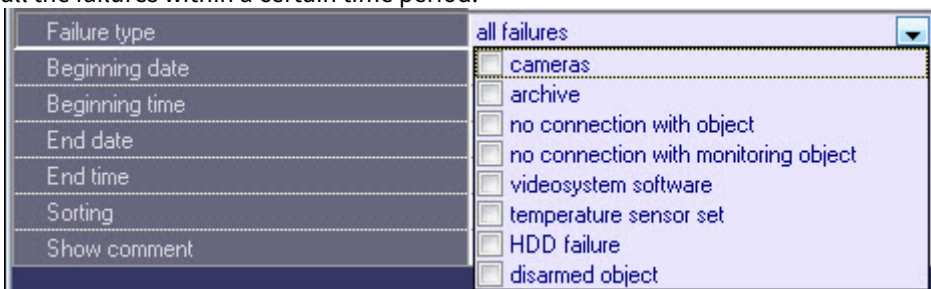 all the failures within a certain time period.
Failure type all failures
Beginning date cameras
Beginning time archive
End date no connection with object
End time no connection with monitoring object
Sorting videosystem software
Show comment temperature sensor set
HDD failure
disarmed object